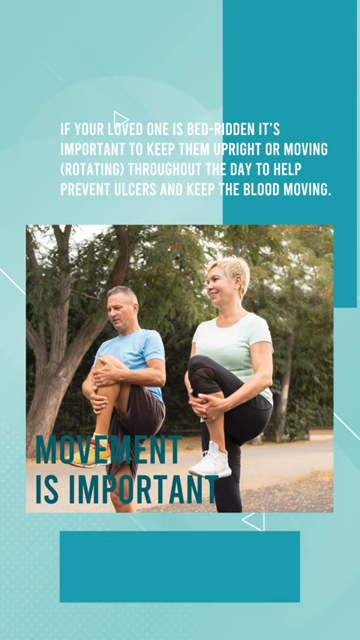 IF YOUR LOVED ONE IS BED-RIDDEN IT'S
IMPORTANT TO KEEP THEM UPRIGHT OR MOVING
(ROTATING) THROUGHOUT THE DAY TO HELP
PREVENT ULCERS AND KEEP THE BLOOD MOVING.
MOVEMENT
IS IMPORTANT